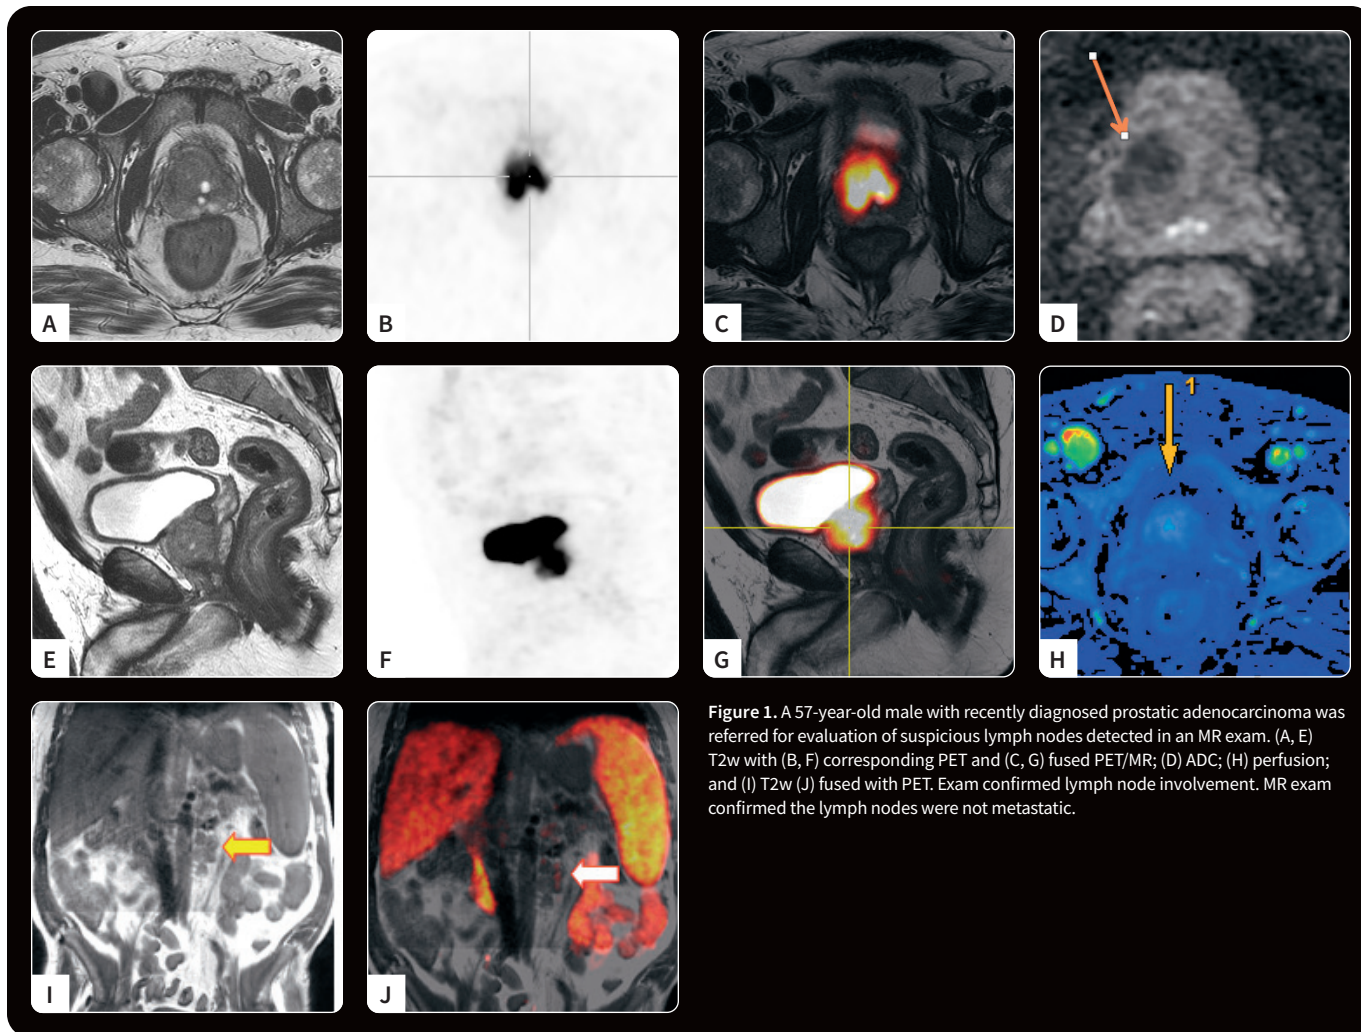 A
B
C
D
E
F
G
1
H
I
J
Figure 1. A 57-year-old male with recently diagnosed prostatic adenocarcinoma was
referred for evaluation of suspicious lymph nodes detected in an MR exam. (A, E)
T2w with (B, F) corresponding PET and (C, G) fused PET/MR; (D) ADC; (H) perfusion;
and (I) T2w (J) fused with PET. Exam confirmed lymph node involvement. MR exam
confirmed the lymph nodes were not metastatic.